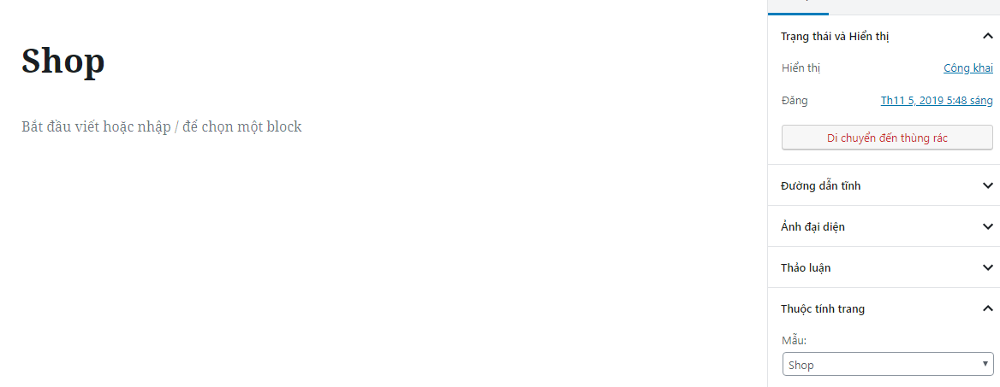 Shop
Bắt đầu viết hoặc nhập / để chọn một block
Trạng thái và Hiển thị
Hiển thị Công khai
Đăng Th11 5, 2019 5:48 sáng
Di chuyển đến thùng rác
Đường dẫn tĩnh
Ảnh đại diện
Thảo luận
Thuộc tính trang
Mẫu:
Shop